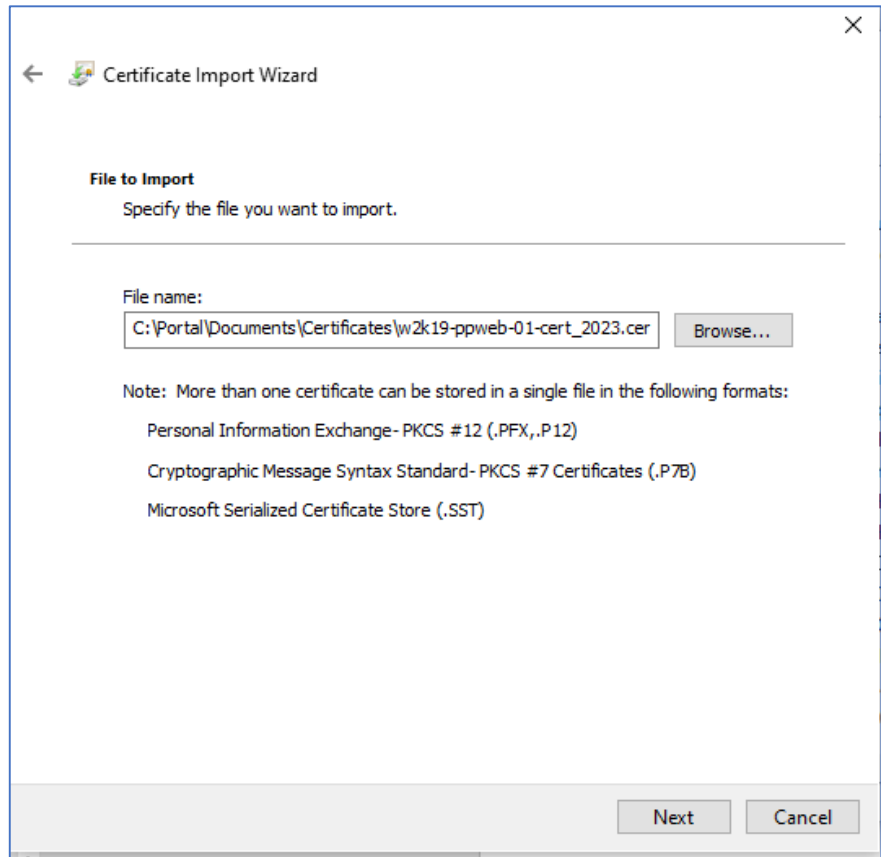 Certificate Import Wizard
File to Import
Specify the file you want to import.
File name:
C:\Portal\Documents\Certificates\w2k19-ppweb-01-cert_2023.cer
Browse...
Note:  More than one certificate can be stored in a single file in the following formats:
Personal Information Exchange- PKCS #12 (.PFX,.P12)
Cryptographic Message Syntax Standard- PKCS #7 Certificates (.P7B)
Microsoft Serialized Certificate Store (.SST)
Next
Cancel